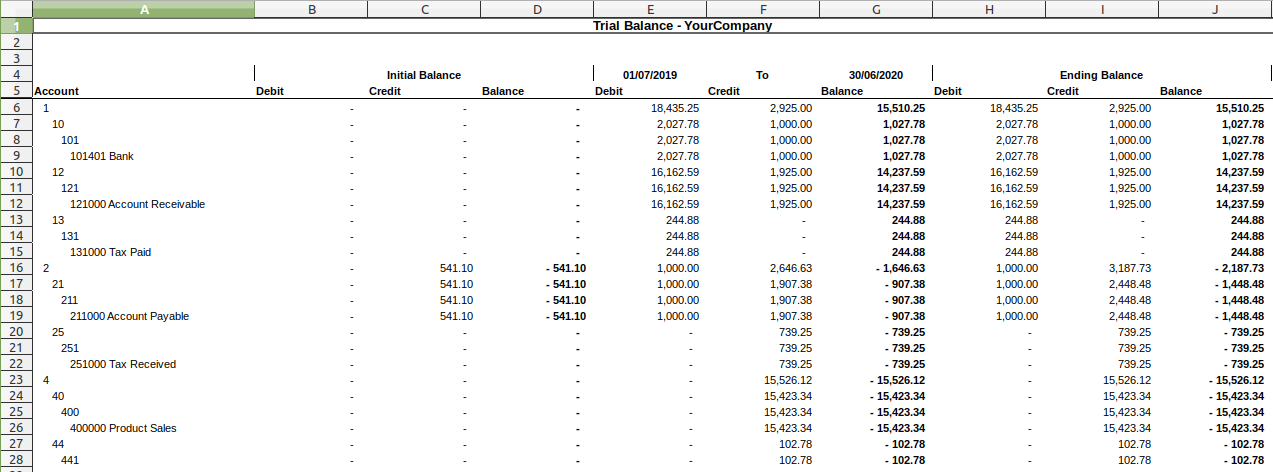 A B C D E F G H I J
1 Trial Balance - YourCompany
2
3
4 Initial Balance 01/07/2019 To 30/06/2020 Ending Balance
5 Account Debit Credit Balance Debit Credit Balance Debit Credit Balance
6 1 - - - 18,435.25 2,925.00 15,510.25 18,435.25 2,925.00 15,510.25
7 10 - - - 2,027.78 1,000.00 1,027.78 2,027.78 1,000.00 1,027.78
8 101 - - - 2,027.78 1,000.00 1,027.78 2,027.78 1,000.00 1,027.78
9 101401 Bank - - - 2,027.78 1,000.00 1,027.78 2,027.78 1,000.00 1,027.78
10 12 - - - 16,162.59 1,925.00 14,237.59 16,162.59 1,925.00 14,237.59
11 121 - - - 16,162.59 1,925.00 14,237.59 16,162.59 1,925.00 14,237.59
12 121000 Account Receivable - - - 16,162.59 1,925.00 14,237.59 16,162.59 1,925.00 14,237.59
13 13 - - - 244.88 - 244.88 244.88 - 244.88
14 131 - - - 244.88 - 244.88 244.88 - 244.88
15 131000 Tax Paid - - - 244.88 - 244.88 244.88 - 244.88
16 2 - 541.10 - 541.10 1,000.00 2,646.63 - 1,646.63 1,000.00 3,187.73 - 2,187.73
17 21 - 541.10 - 541.10 1,000.00 1,907.38 - 907.38 1,000.00 2,448.48 - 1,448.48
18 211 - 541.10 - 541.10 1,000.00 1,907.38 - 907.38 1,000.00 2,448.48 - 1,448.48
19 211000 Account Payable - 541.10 - 541.10 1,000.00 1,907.38 - 907.38 1,000.00 2,448.48 - 1,448.48
20 25 - - - - 739.25 - 739.25 - 739.25 - 739.25
21 251 - - - - 739.25 - 739.25 - 739.25 - 739.25
22 251000 Tax Received - - - - 739.25 - 739.25 - 739.25 - 739.25
23 4 - - - - 15,526.12 - 15,526.12 - 15,526.12 - 15,526.12
24 40 - - - - 15,423.34 - 15,423.34 - 15,423.34 - 15,423.34
25 400 - - - - 15,423.34 - 15,423.34 - 15,423.34 - 15,423.34
26 400000 Product Sales - - - - 15,423.34 - 15,423.34 - 15,423.34 - 15,423.34
27 44 - - - - 102.78 - 102.78 - 102.78 - 102.78
28 441 - - - - 102.78 - 102.78 - 102.78 - 102.78